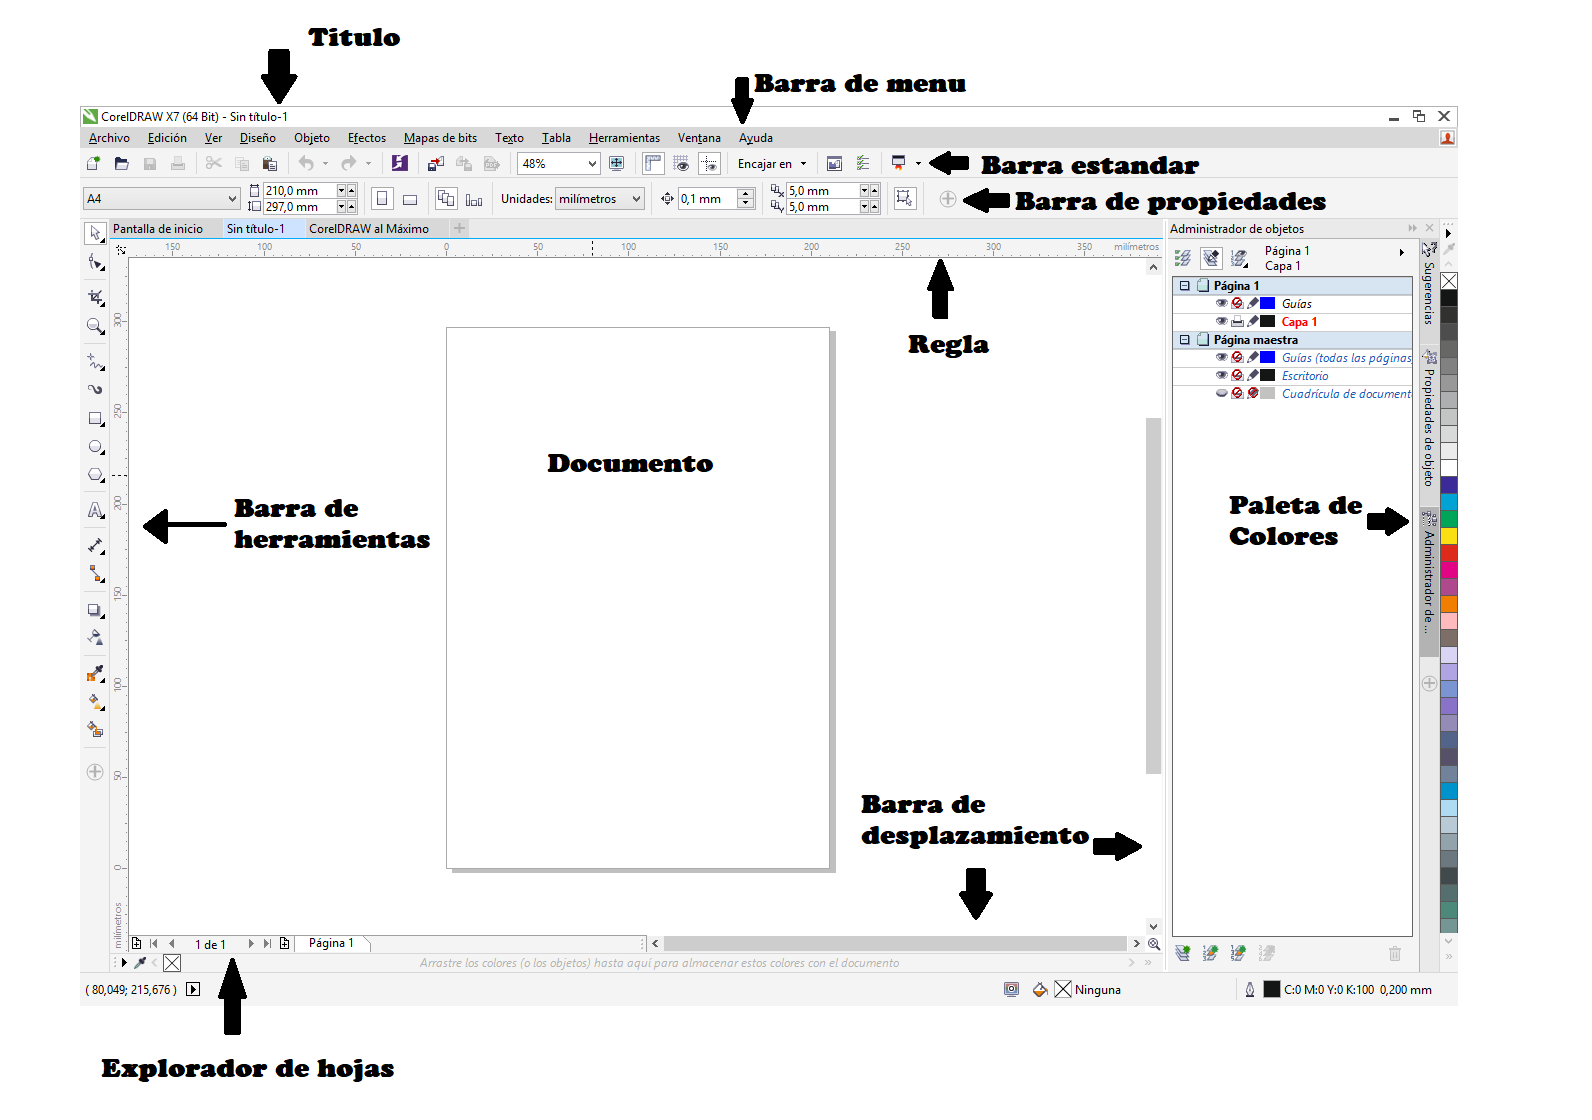 Titulo
Barra de menu
CorelDRAW X7 (64 Bit) - Sin título-1
Archivo Edición Ver Diseño Objeto Efectos Mapas de bits Texto Tabla Herramientas Ventana Ayuda
48% Encajar en
Barra estandar
A4 210,0 mm Unidades: milímetros 0,1 mm 5,0 mm
297,0 mm 5,0 mm
Barra de propiedades
Pantalla de inicio Sin título-1 CorelDRAW al Máximo
Administrador de objetos
150 100 50 0 50 100 150 200 250 300 350 milímetros
Página 1
Capa 1
Página 1
Guías
Capa 1
Página maestra
Guías (todas las páginas
Escritorio
Cuadrícula de document
Sugerencias
Propiedades de objeto
Administrador de ...
Regla
300
250
200
150
100
50
0
milímetros
Documento
Barra de
herramientas
Paleta de
Colores
Barra de
desplazamiento
1 de 1 Página 1
Arrastre los colores (o los objetos) hasta aquí para almacenar estos colores con el documento
( 80,049; 215,676 ) Ninguna C:0 M:0 Y:0 K:100 0,200 mm
Explorador de hojas